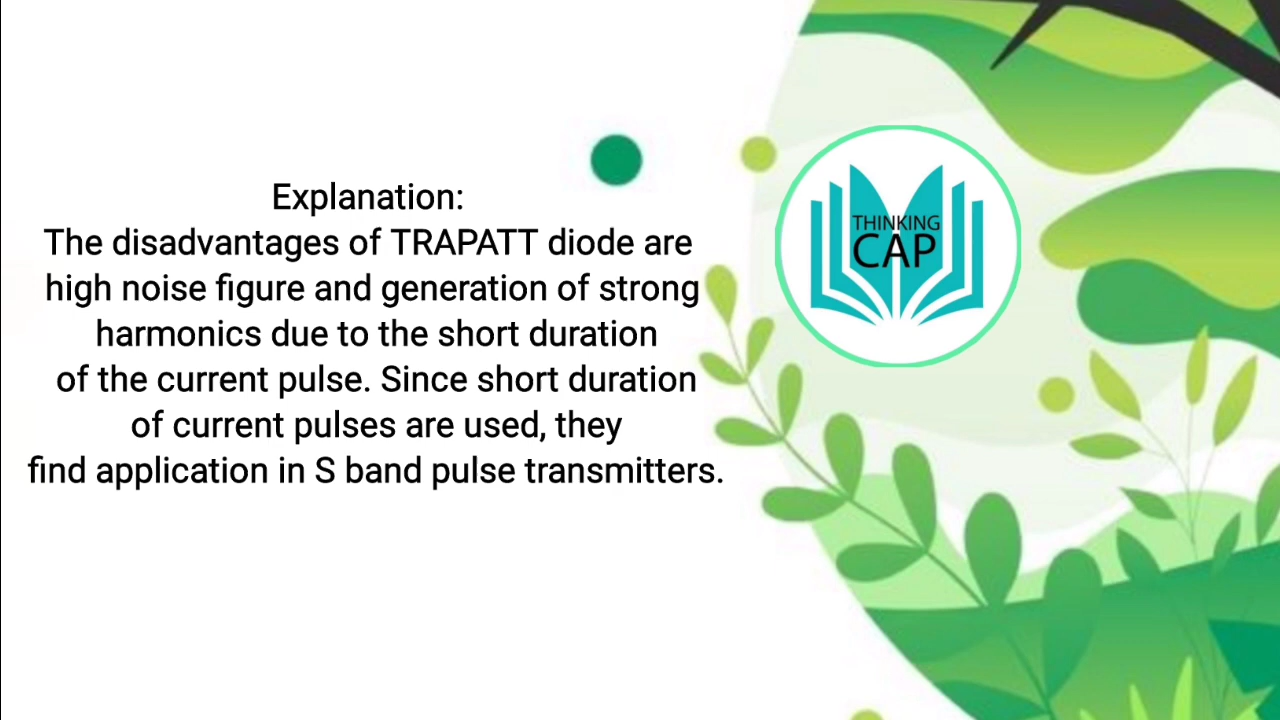 Explanation:
The disadvantages of TRAPATT diode are
high noise figure and generation of strong
harmonics due to the short duration
of the current pulse. Since short duration
of current pulses are used, they
find application in S band pulse transmitters.
THINKING
CAP